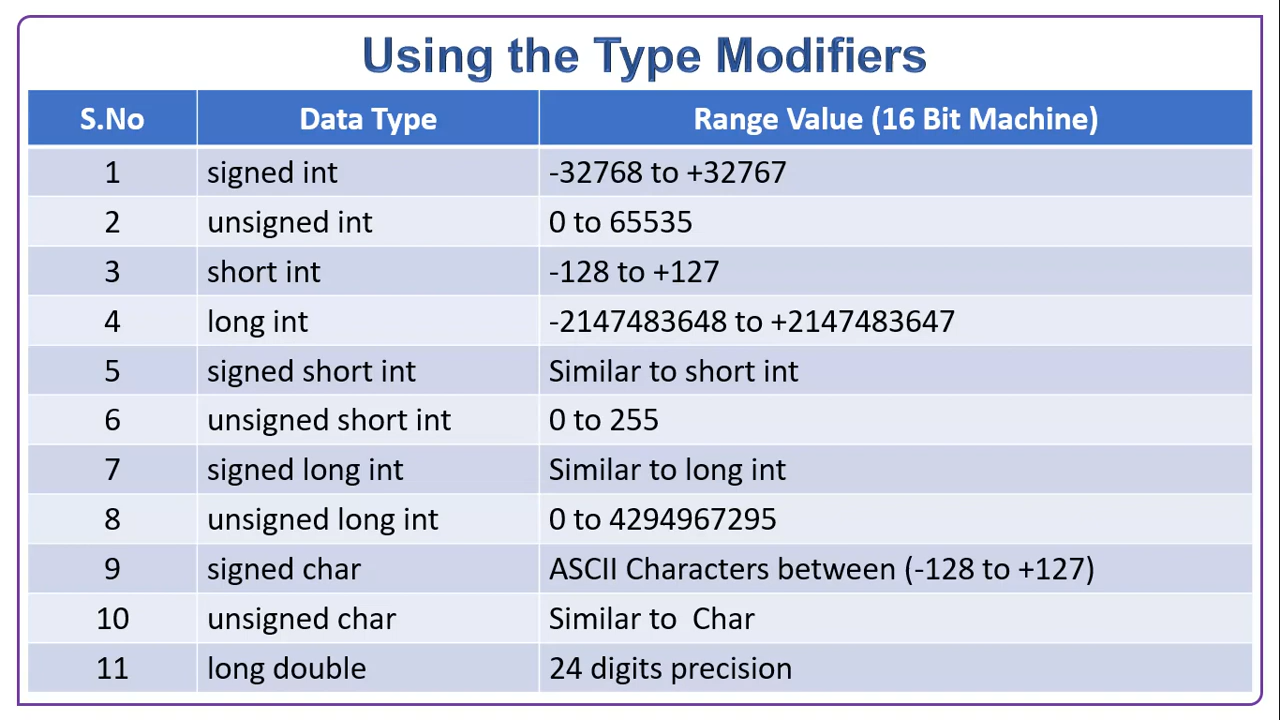 Using the Type Modifiers
S.No Data Type Range Value (16 Bit Machine)
1 signed int -32768 to +32767
2 unsigned int 0 to 65535
3 short int -128 to +127
4 long int -2147483648 to +2147483647
5 signed short int Similar to short int
6 unsigned short int 0 to 255
7 signed long int Similar to long int
8 unsigned long int 0 to 4294967295
9 signed char ASCII Characters between (-128 to +127)
10 unsigned char Similar to  Char
11 long double 24 digits precision